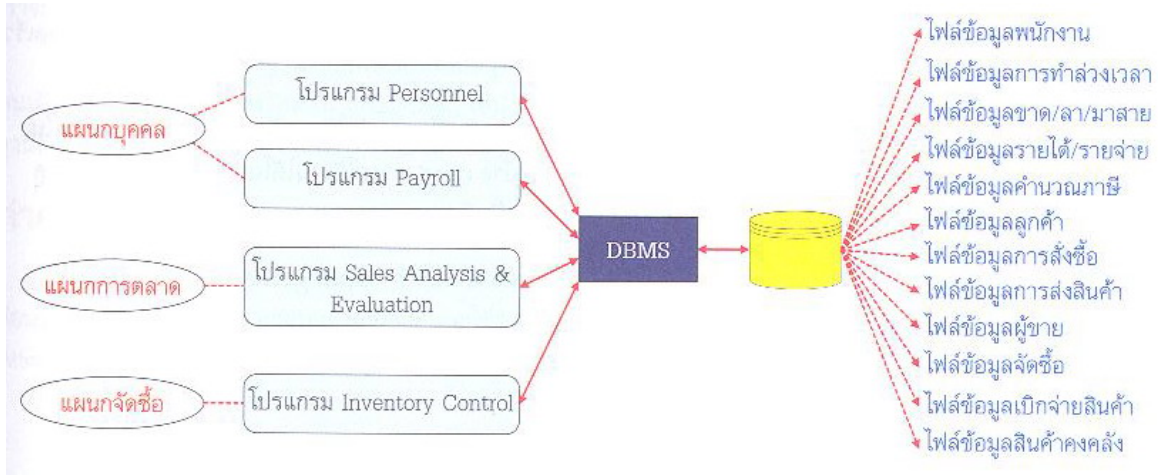 แผนกบุคคล
โปรแกรม Personnel
โปรแกรม Payroll
แผนกการตลาด
โปรแกรม Sales Analysis &
Evaluation
แผนกจัดซื้อ
โปรแกรม Inventory Control
DBMS
ไฟล์ข้อมูลพนักงาน
ไฟล์ข้อมูลการทำล่วงเวลา
ไฟล์ข้อมูลขาด/ลา/มาสาย
ไฟล์ข้อมูลรายได้/รายจ่าย
ไฟล์ข้อมูลคำนวณภาษี
ไฟล์ข้อมูลลูกค้า
ไฟล์ข้อมูลการสั่งซื้อ
ไฟล์ข้อมูลการส่งสินค้า
ไฟล์ข้อมูลผู้ขาย
ไฟล์ข้อมูลจัดซื้อ
ไฟล์ข้อมูลเบิกจ่ายสินค้า
ไฟล์ข้อมูลสินค้าคงคลัง